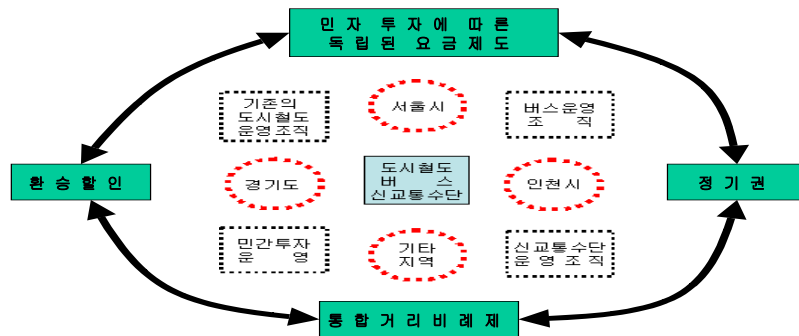 민 자 투 자 에 따 른
독 립 된 요 금 제 도
기존의
도시철도
운영조직
서울시
버스운영
조 직
환 승 할 인
경기도
도시철도
버 스
신교통수단
인천시
정 기 권
민간투자
운 영
기타
지역
신교통수단
운 영 조 직
통 합 거 리 비 례 제